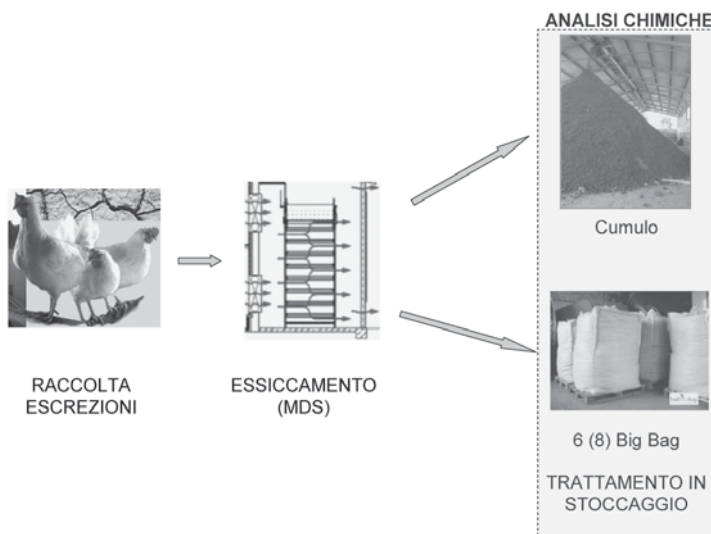 ANALISI CHIMICHE
Cumulo
RACCOLTA
ESCREZIONI
ESSICCAMENTO
(MDS)
6 (8) Big Bag
TRATTAMENTO IN
STOCCAGGIO